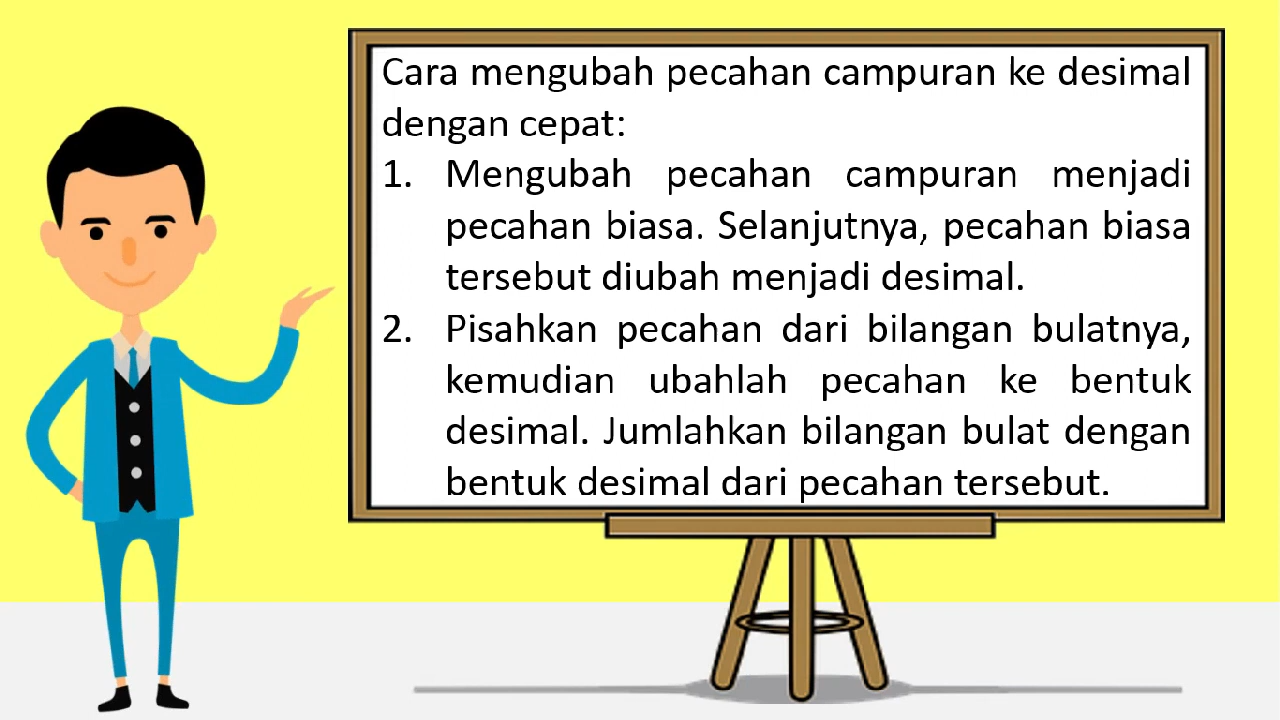 Cara mengubah pecahan campuran ke desimal
dengan cepat:
1. Mengubah pecahan campuran menjadi
pecahan biasa. Selanjutnya, pecahan biasa
tersebut diubah menjadi desimal.
2. Pisahkan pecahan dari bilangan bulatnya,
kemudian ubahlah pecahan ke bentuk
desimal. Jumlahkan bilangan bulat dengan
bentuk desimal dari pecahan tersebut.